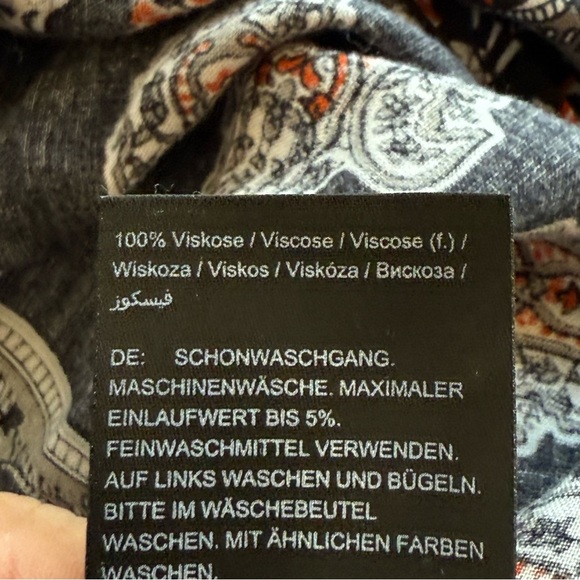 100% Viskose / Viscose / Viscose (f.) /
Wiskoza / Viskos / Viskóza / Вискоза /
فيسكوز
DE: SCHONWASCHGANG.
MASCHINENWÄSCHE. MAXIMALER
EINLAUFWERT BIS 5%.
FEINWASCHMITTEL VERWENDEN.
AUF LINKS WASCHEN UND BÜGELN.
BITTE IM WÄSCHEBEUTEL
WASCHEN. MIT ÄHNLICHEN FARBEN
WASCHEN.